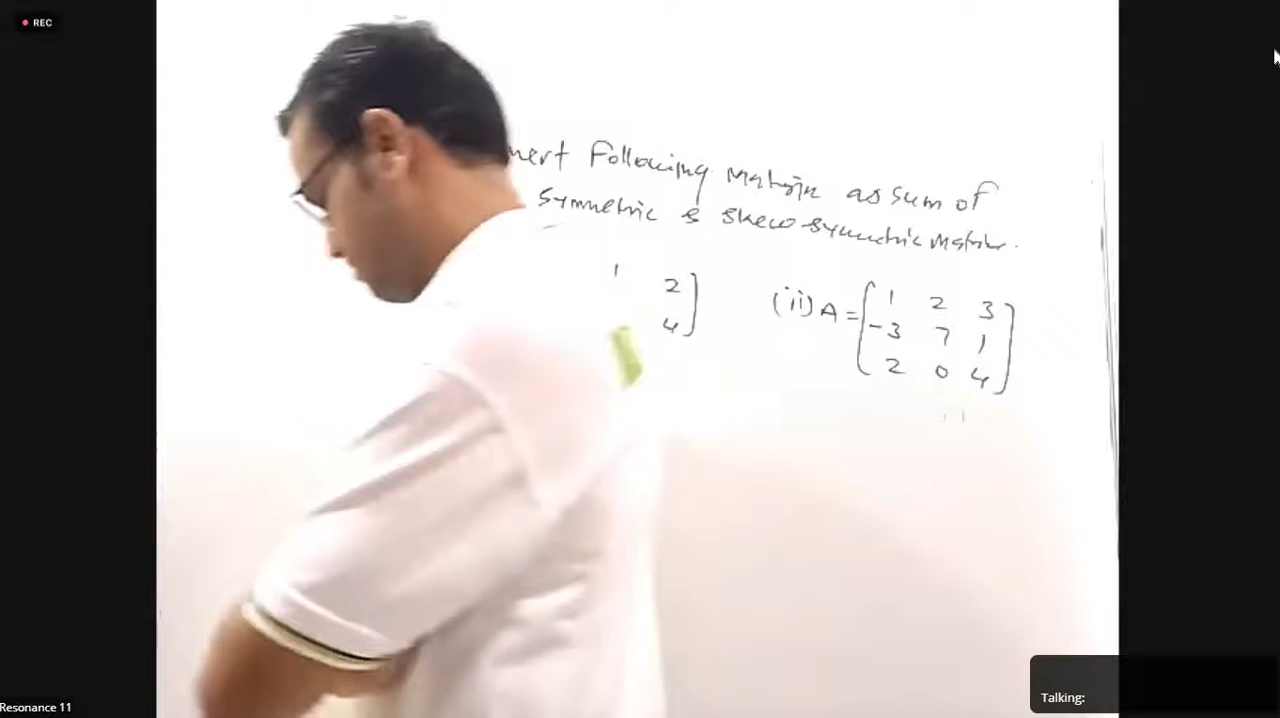 REC
nert Following Matrix as sum of
symmetric & skew-symmetric Matrix.
1 2
4
(ii) A = [ 1 2 3
-3 7 1
2 0 4 ]
Resonance 11
Talking: